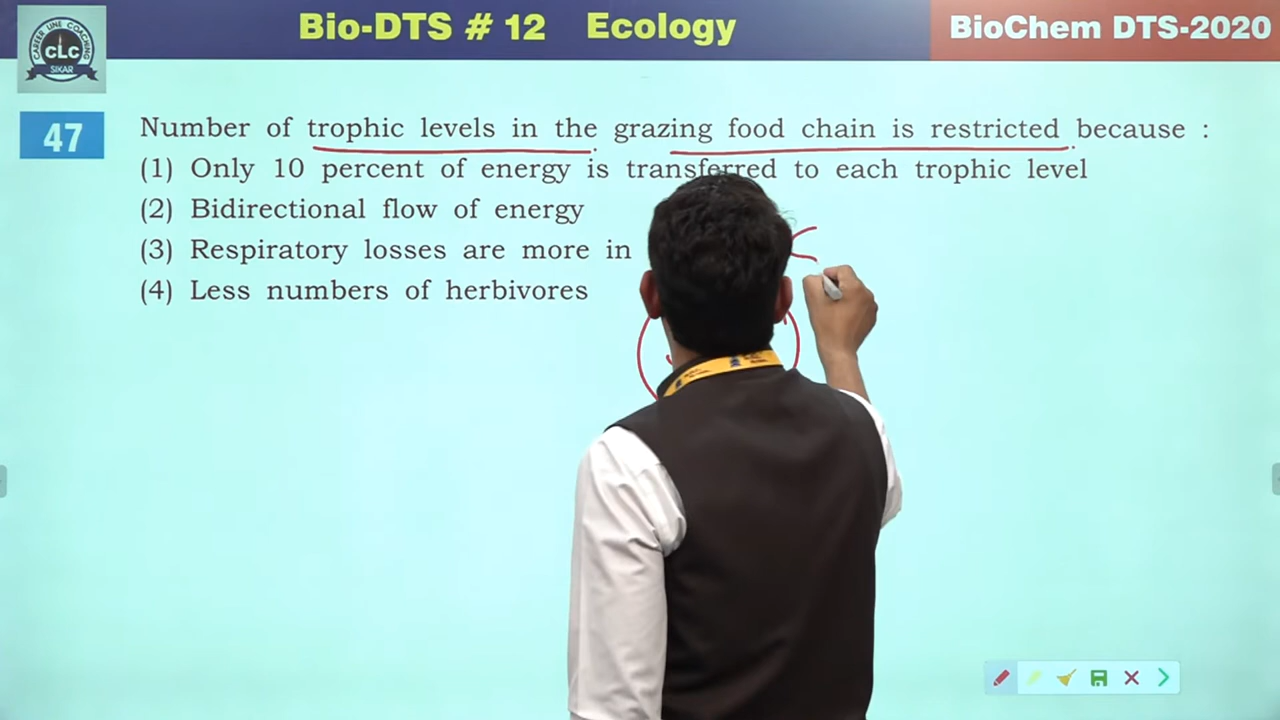 Bio-DTS # 12 Ecology
BioChem DTS-2020
CAREER LINE COACHING
CLC
SIKAR
47
Number of trophic levels in the grazing food chain is restricted because :
(1) Only 10 percent of energy is transferred to each trophic level
(2) Bidirectional flow of energy
(3) Respiratory losses are more in
(4) Less numbers of herbivores